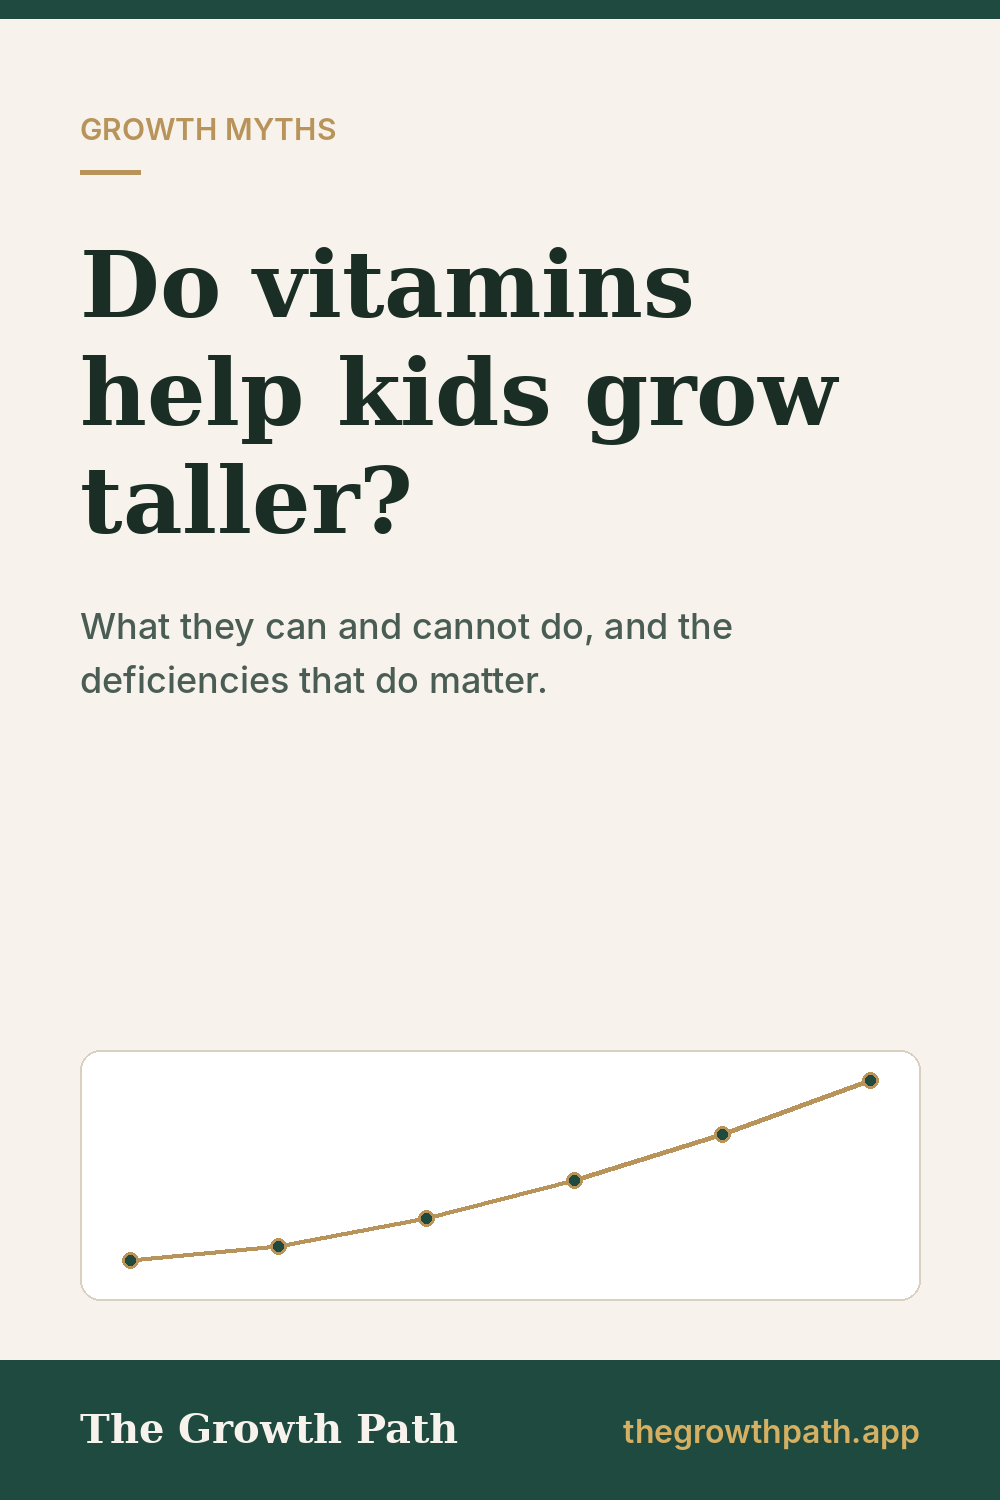 GROWTH MYTHS
Do vitamins
help kids grow
taller?
What they can and cannot do, and the
deficiencies that do matter.
The Growth Path
thegrowthpath.app